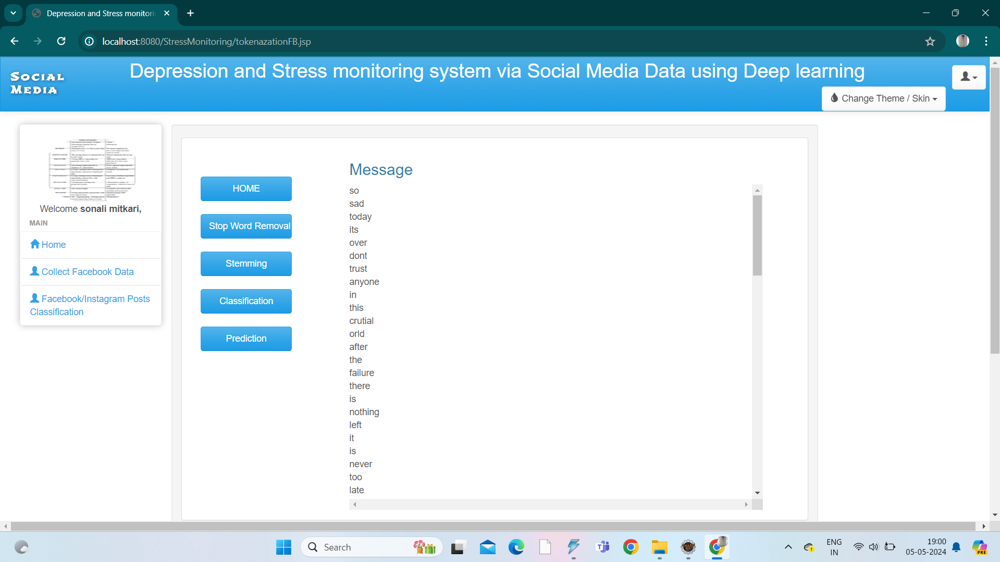 Depression and Stress monitorin
localhost:8080/StressMonitoring/tokenazationFB.jsp
SOCIAL
MEDIA
Depression and Stress monitoring system via Social Media Data using Deep learning
Change Theme / Skin
Welcome sonali mitkari,
MAIN
Home
Collect Facebook Data
Facebook/Instagram Posts
Classification
HOME
Stop Word Removal
Stemming
Classification
Prediction
Message
so
sad
today
its
over
dont
trust
anyone
in
this
crutial
orld
after
the
failure
there
is
nothing
left
it
is
never
too
late
Search
ENG
IN
19:00
05-05-2024
PRE